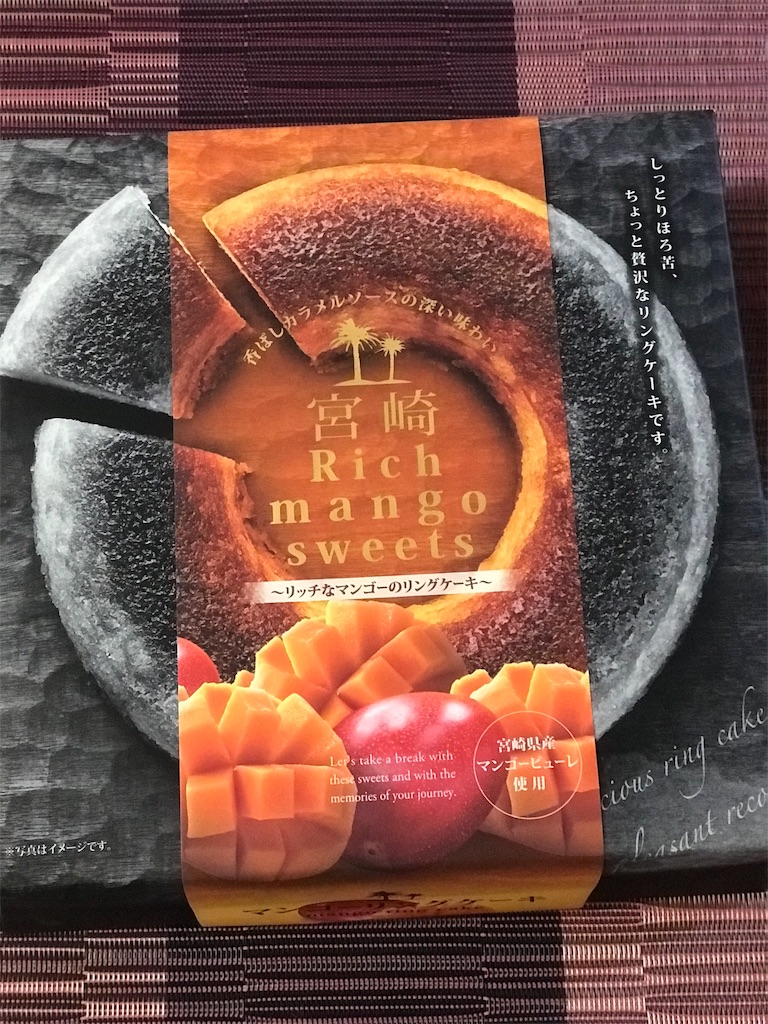 しっとりほろ苦、
ちょっと贅沢なリングケーキです。
香ばしカラメルソースの深い味わい
宮崎
Rich
mango
sweets
～リッチなマンゴーのリングケーキ～
宮崎県産
マンゴーピューレ
使用
Let's take a break with
these sweets and with the
memories of your journey.
cious ring cake
※写真はイメージです。